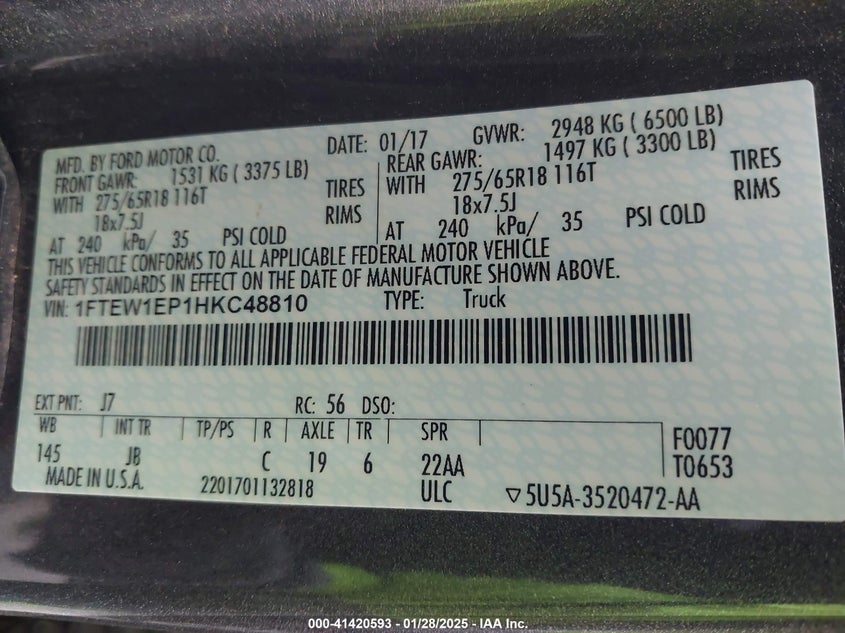 MFD. BY FORD MOTOR CO. DATE: 01/17 GVWR: 2948 KG ( 6500 LB)
FRONT GAWR: 1531 KG ( 3375 LB) REAR GAWR: 1497 KG ( 3300 LB)
WITH 275/65R18 116T TIRES WITH 275/65R18 116T TIRES
18x7.5J RIMS 18x7.5J RIMS
AT 240 kPa/ 35 PSI COLD AT 240 kPa/ 35 PSI COLD
THIS VEHICLE CONFORMS TO ALL APPLICABLE FEDERAL MOTOR VEHICLE
SAFETY STANDARDS IN EFFECT ON THE DATE OF MANUFACTURE SHOWN ABOVE.
VIN: 1FTEW1EP1HKC48810 TYPE: Truck
EXT PNT: J7 RC: 56 DSO:
WB INT TR TP/PS R AXLE TR SPR F0077
145 JB C 19 6 22AA T0653
MADE IN U.S.A. 2201701132818 ULC ▽5U5A-3520472-AA
000-41420593 - 01/28/2025 - IAA Inc.